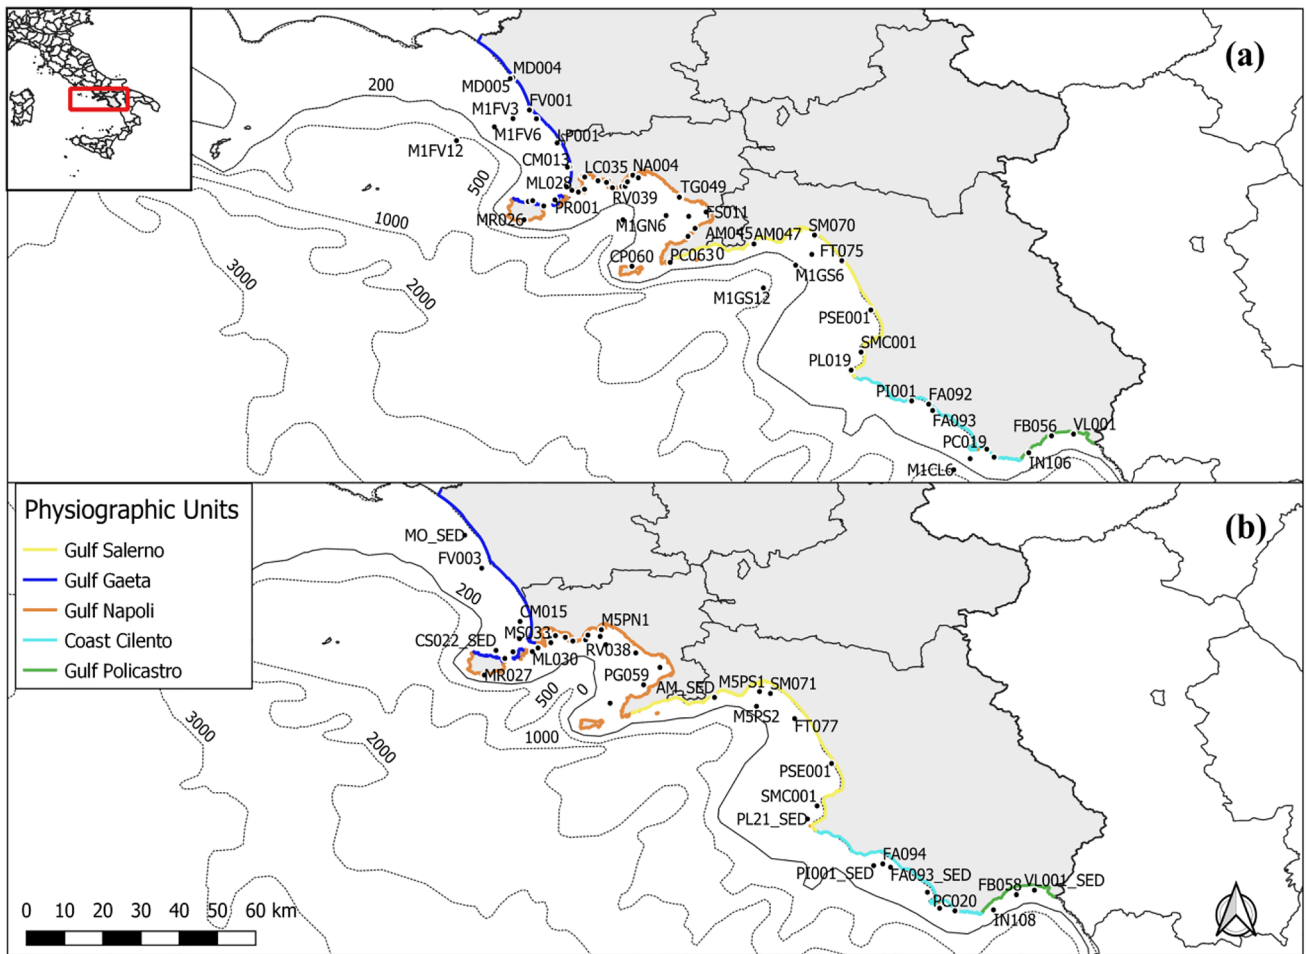 (a)
MD004
MD005
200
M1FV3
FV001
M1FV6
LP001
M1FV12
CM013
LC035
NA004
500
ML028
RV039
TG049
PR001
MR026
M1GN6
FS011
1000
AM045
AM047
SM070
CP060
PC0630
FT075
3000
M1GS6
2000
M1GS12
PSE001
SMC001
PL019
PI001
FA092
FA093
FB056
VL001
PC019
IN106
M1CL6
(b)
Physiographic Units
Gulf Salerno
Gulf Gaeta
Gulf Napoli
Coast Cilento
Gulf Policastro
MO_SED
FV003
200
CM015
MS033
M5PN1
CS022_SED
ML030
RV038
MR027
PG059
500
0
AM_SED
M5PS1
SM071
M5PS2
FT077
3000
2000
1000
PSE001
SMC001
PL21_SED
FA094
PI001_SED
FA093_SED
FB058
VL001_SED
PC020
IN108
0 10 20 30 40 50 60 km